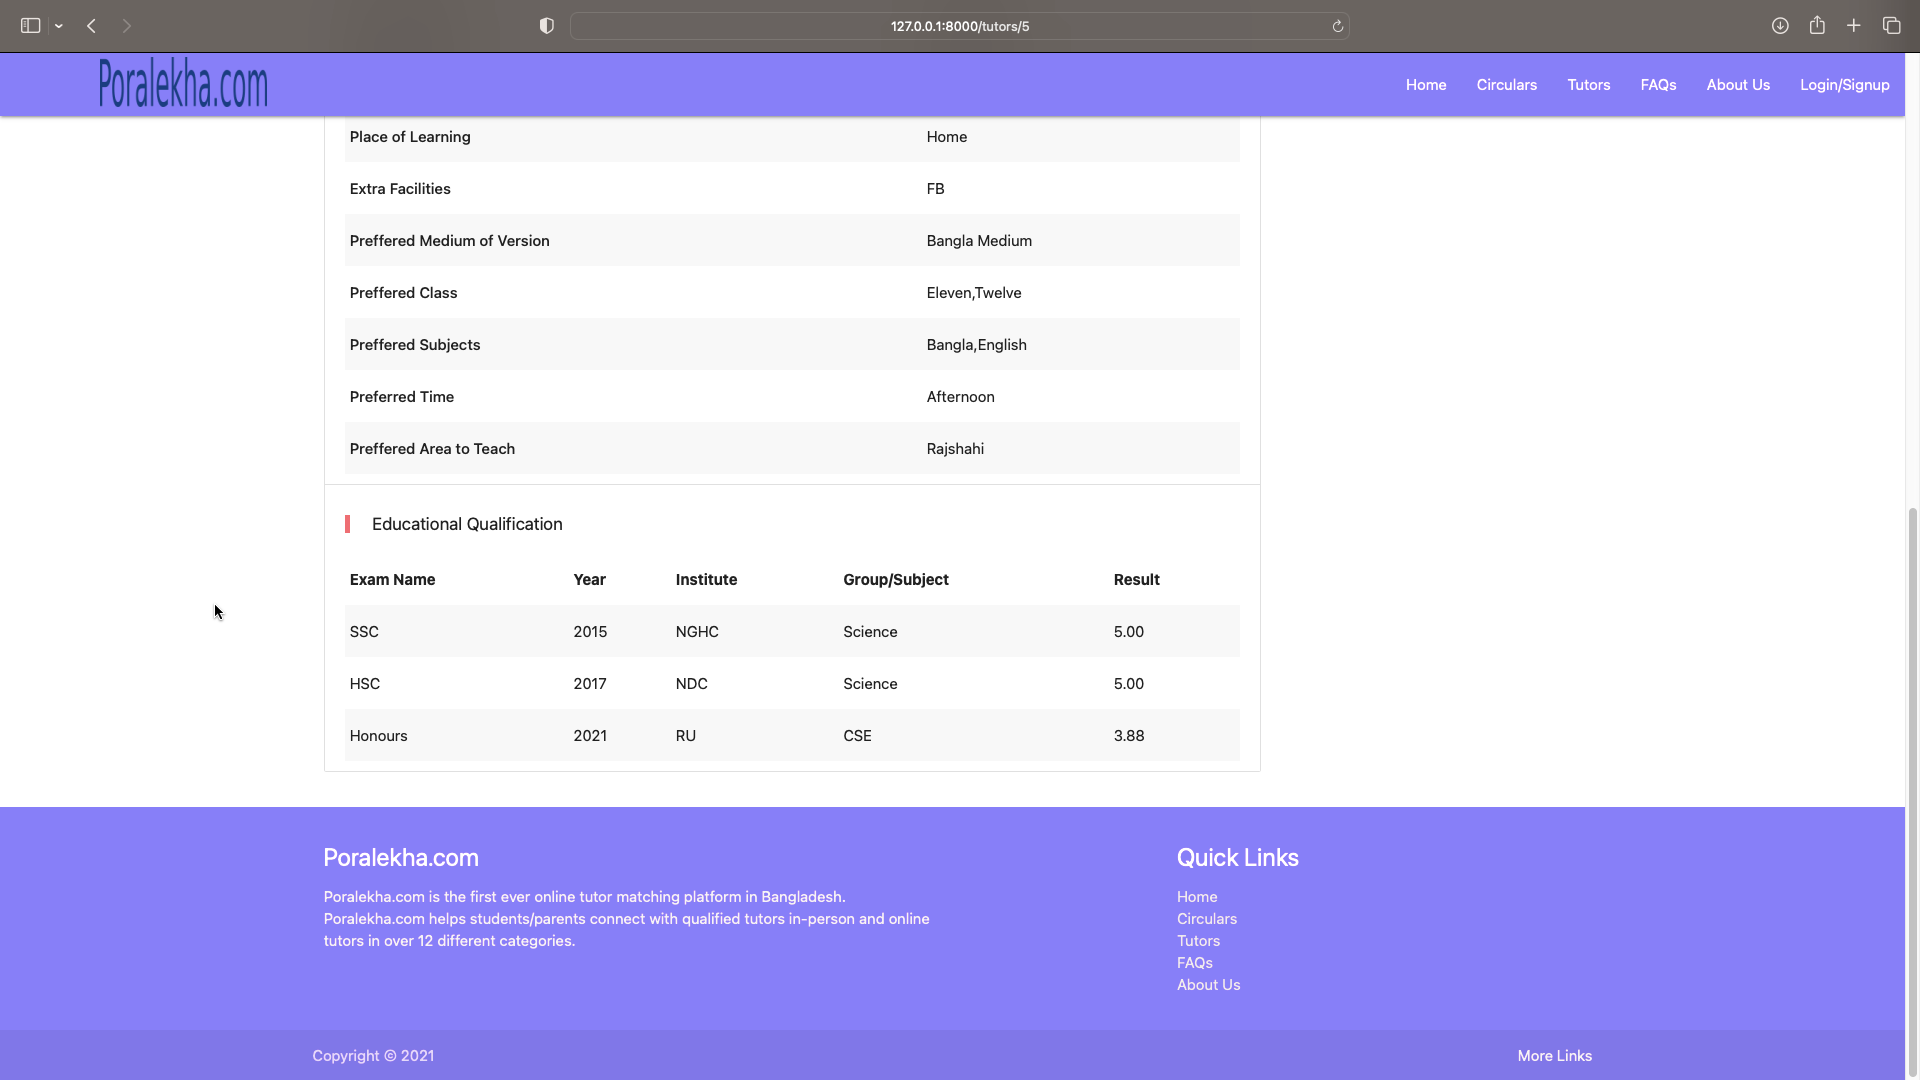 127.0.0.1:8000/tutors/5
Poralekha.com
Home Circulars Tutors FAQs About Us Login/Signup
Place of Learning Home
Extra Facilities FB
Preffered Medium of Version Bangla Medium
Preffered Class Eleven,Twelve
Preffered Subjects Bangla,English
Preferred Time Afternoon
Preffered Area to Teach Rajshahi
Educational Qualification
Exam Name Year Institute Group/Subject Result
SSC 2015 NGHC Science 5.00
HSC 2017 NDC Science 5.00
Honours 2021 RU CSE 3.88
Poralekha.com
Poralekha.com is the first ever online tutor matching platform in Bangladesh.
Poralekha.com helps students/parents connect with qualified tutors in-person and online
tutors in over 12 different categories.
Quick Links
Home
Circulars
Tutors
FAQs
About Us
Copyright © 2021
More Links